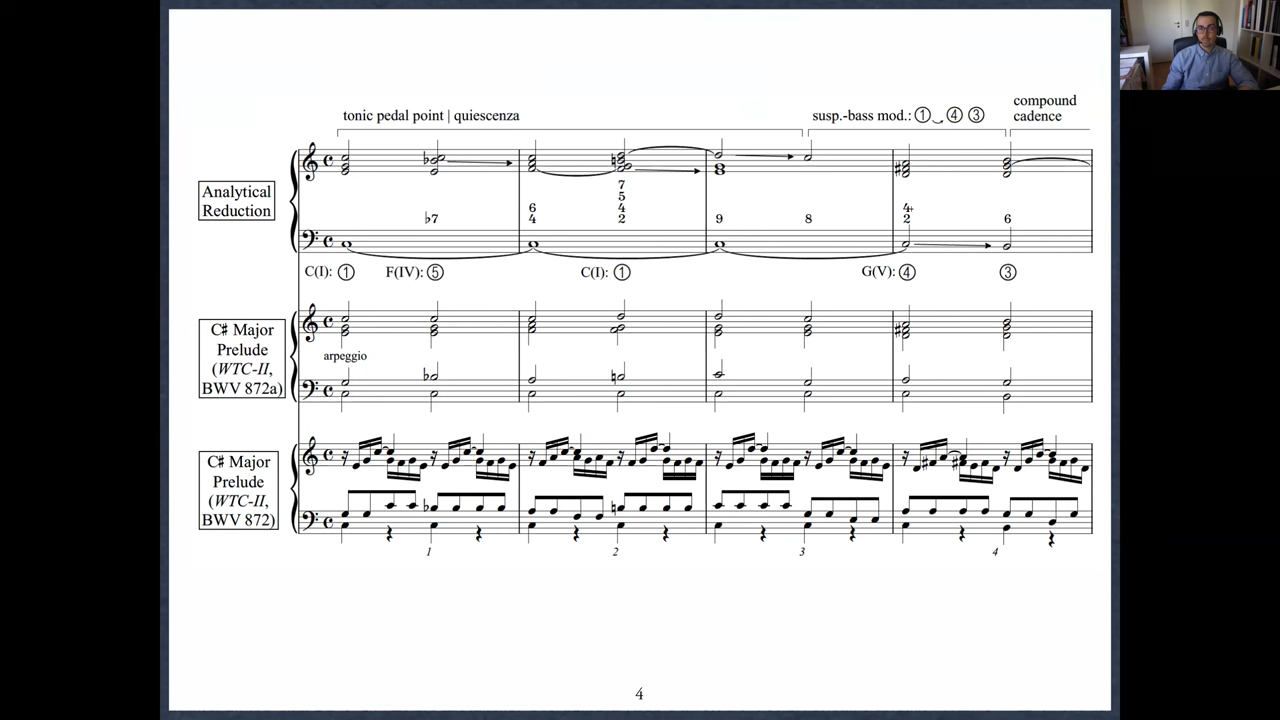 tonic pedal point | quiescenza
susp.-bass mod.: ① ④ ③
compound
cadence
Analytical
Reduction
7
5
6 4 4+
♭7 4 2 9 8 2 6
C(I): ① F(IV): ⑤ C(I): ① G(V): ④ ③
C♯ Major
Prelude
(WTC-II,
BWV 872a)
arpeggio
C♯ Major
Prelude
(WTC-II,
BWV 872)
1 2 3 4
4